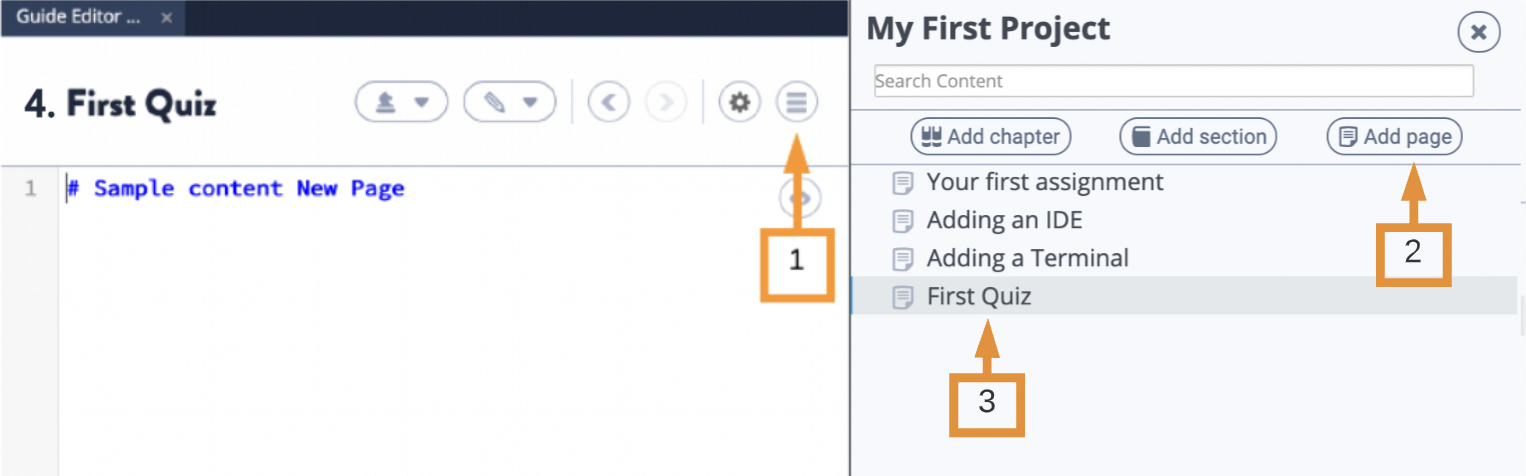 Guide Editor ... ×
4. First Quiz
1 # Sample content New Page
1
My First Project
Search Content
Add chapter Add section Add page
Your first assignment
Adding an IDE
Adding a Terminal
First Quiz
2
3